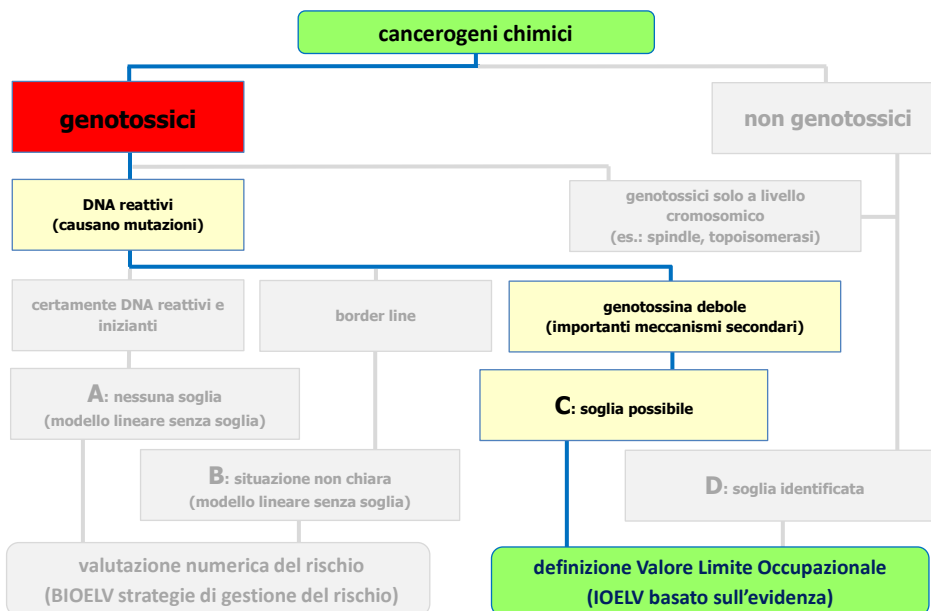 cancerogeni chimici
genotossici
non genotossici
DNA reattivi
(causano mutazioni)
genotossici solo a livello
cromosomico
(es.: spindle, topoisomerasi)
certamente DNA reattivi e
inizianti
border line
genotossina debole
(importanti meccanismi secondari)
A: nessuna soglia
(modello lineare senza soglia)
C: soglia possibile
B: situazione non chiara
(modello lineare senza soglia)
D: soglia identificata
valutazione numerica del rischio
(BIOELV strategie di gestione del rischio)
definizione Valore Limite Occupazionale
(IOELV basato sull'evidenza)